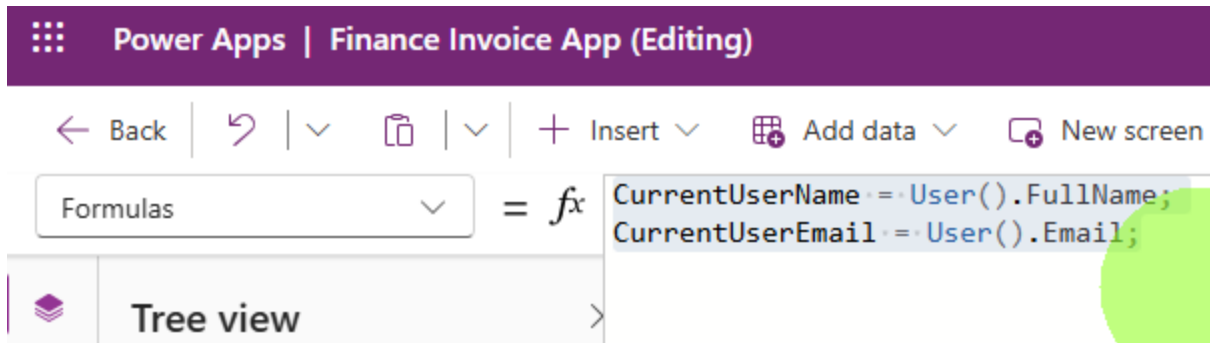 Power Apps | Finance Invoice App (Editing)
Back Insert Add data New screen
Formulas = fx CurrentUserName = User().FullName;
CurrentUserEmail = User().Email;
Tree view